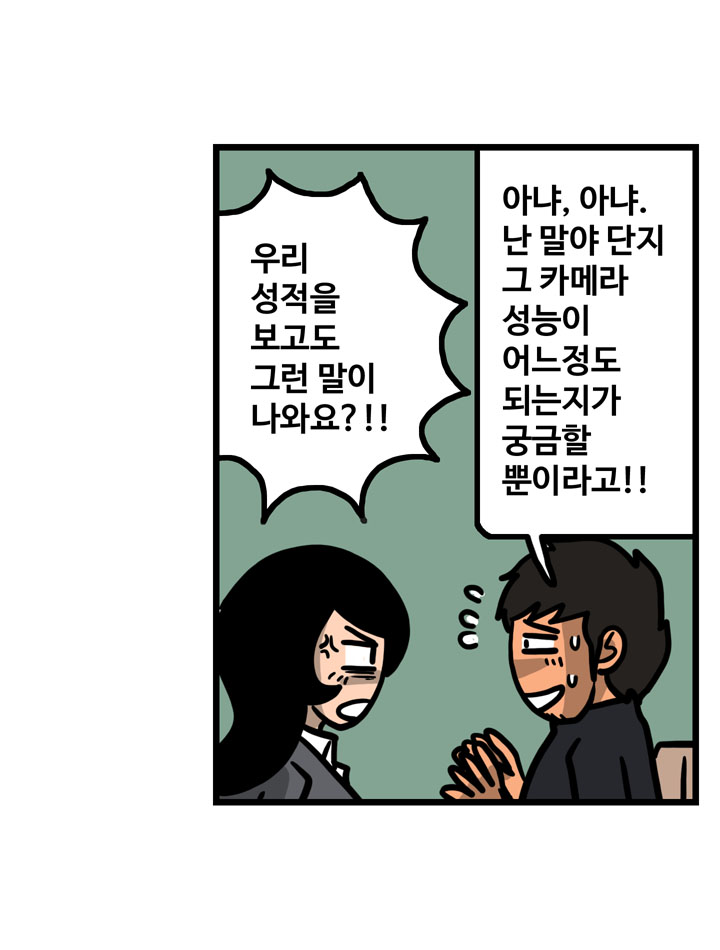 우리
성적을
보고도
그런 말이
나와요?!!
아냐, 아냐.
난 말야 단지
그 카메라
성능이
어느정도
되는지가
궁금할
뿐이라고!!